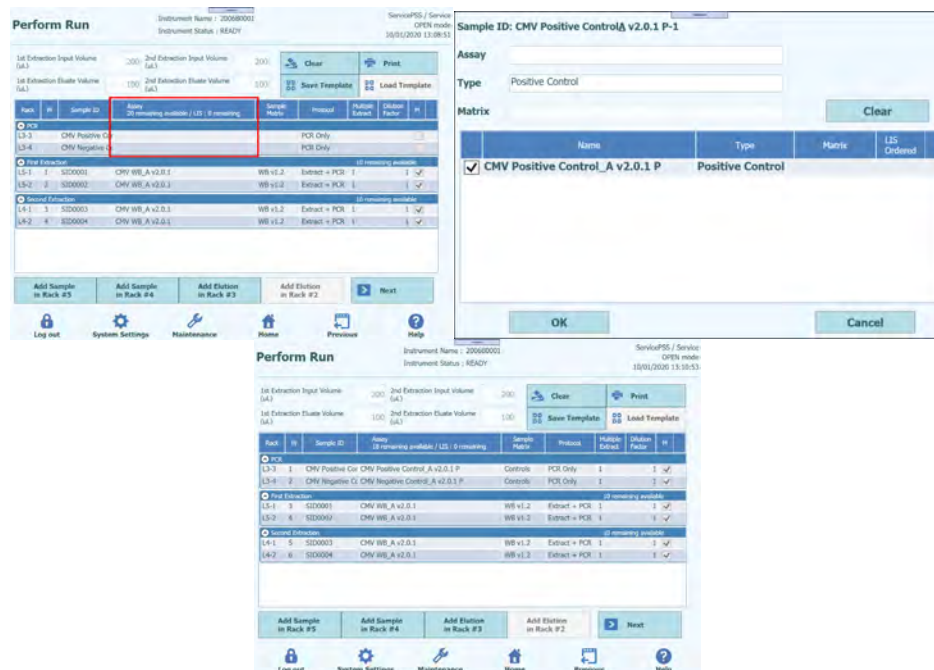 Perform Run
Instrument Name : 200680001
Instrument Status : READY
ServicePSS / Service
OPEN mode
10/01/2020 13:08:51
1st Extraction Input Volume (uL) 200 2nd Extraction Input Volume (uL) 200
Clear Print
1st Extraction Eluate Volume (uL) 100 2nd Extraction Eluate Volume (uL) 100
Save Template Load Template
Rack H Sample ID Assay 20 remaining available / LIS : 0 remaining Sample Matrix Protocol Multiple Extract Dilution Factor H
PCR
L3-3 CMV Positive Cor PCR Only
L3-4 CMV Negative Co PCR Only
First Extraction 10 remaining available
L5-1 1 SID0001 CMV WB_A v2.0.1 WB v1.2 Extract + PCR 1 1
L5-2 2 SID0002 CMV WB_A v2.0.1 WB v1.2 Extract + PCR 1 1
Second Extraction 10 remaining available
L4-1 3 SID0003 CMV WB_A v2.0.1 WB v1.2 Extract + PCR 1 1
L4-2 4 SID0004 CMV WB_A v2.0.1 WB v1.2 Extract + PCR 1 1
Add Sample in Rack #5 Add Sample in Rack #4 Add Elution in Rack #3 Add Elution in Rack #2 Next
Log out System Settings Maintenance Home Previous Help
Sample ID: CMV Positive ControlA v2.0.1 P-1
Assay
Type Positive Control
Matrix
Clear
Name Type Matrix LIS Ordered
CMV Positive Control_A v2.0.1 P Positive Control
OK Cancel
Perform Run
Instrument Name : 200680001
Instrument Status : READY
ServicePSS / Service
OPEN mode
10/01/2020 13:10:53
1st Extraction Input Volume (uL) 200 2nd Extraction Input Volume (uL) 200
Clear Print
1st Extraction Eluate Volume (uL) 100 2nd Extraction Eluate Volume (uL) 100
Save Template Load Template
Rack H Sample ID Assay 18 remaining available / LIS : 0 remaining Sample Matrix Protocol Multiple Extract Dilution Factor H
PCR
L3-3 1 CMV Positive Cor CMV Positive Control_A v2.0.1 P Controls PCR Only 1 1
L3-4 2 CMV Negative Co CMV Negative Control_A v2.0.1 P Controls PCR Only 1 1
First Extraction 10 remaining available
L5-1 3 SID0001 CMV WB_A v2.0.1 WB v1.2 Extract + PCR 1 1
L5-2 4 SID0002 CMV WB_A v2.0.1 WB v1.2 Extract + PCR 1 1
Second Extraction 10 remaining available
L4-1 5 SID0003 CMV WB_A v2.0.1 WB v1.2 Extract + PCR 1 1
L4-2 6 SID0004 CMV WB_A v2.0.1 WB v1.2 Extract + PCR 1 1
Add Sample in Rack #5 Add Sample in Rack #4 Add Elution in Rack #3 Add Elution in Rack #2 Next
Log out System Settings Maintenance Home Previous Help